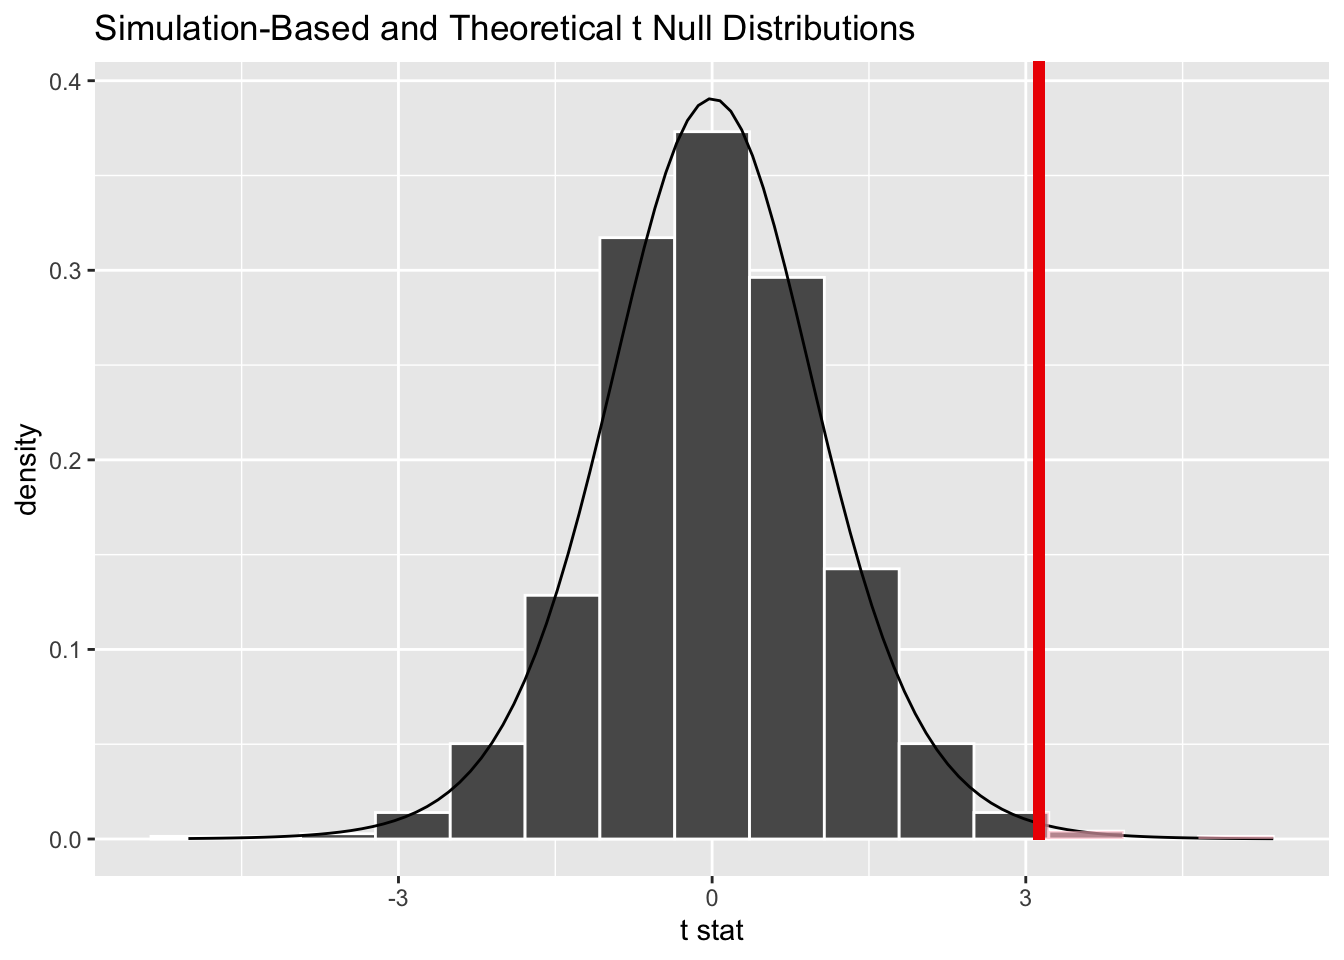 Simulation-Based and Theoretical t Null Distributions
0.4
0.3
0.2
0.1
0.0
density
-3 0 3
t stat